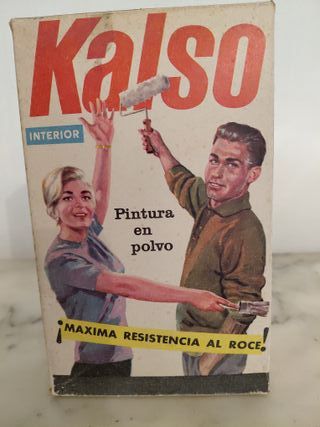 Kalso
INTERIOR
Pintura
en
polvo
¡MAXIMA RESISTENCIA AL ROCE!